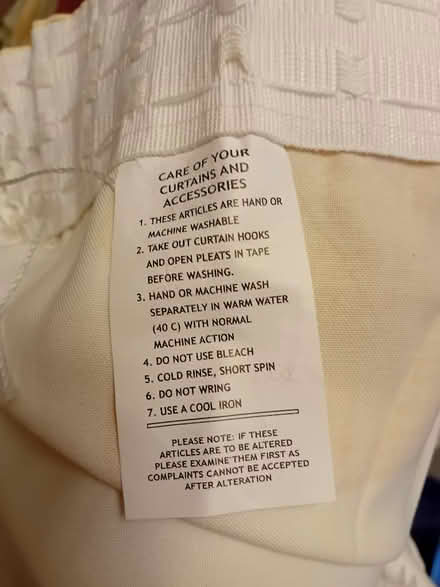 CARE OF YOUR
CURTAINS AND
ACCESSORIES
1. THESE ARTICLES ARE HAND OR
MACHINE WASHABLE
2. TAKE OUT CURTAIN HOOKS
AND OPEN PLEATS IN TAPE
BEFORE WASHING.
3. HAND OR MACHINE WASH
SEPARATELY IN WARM WATER
(40 C) WITH NORMAL
MACHINE ACTION
4. DO NOT USE BLEACH
5. COLD RINSE, SHORT SPIN
6. DO NOT WRING
7. USE A COOL IRON
PLEASE NOTE: IF THESE
ARTICLES ARE TO BE ALTERED
PLEASE EXAMINE THEM FIRST AS
COMPLAINTS CANNOT BE ACCEPTED
AFTER ALTERATION